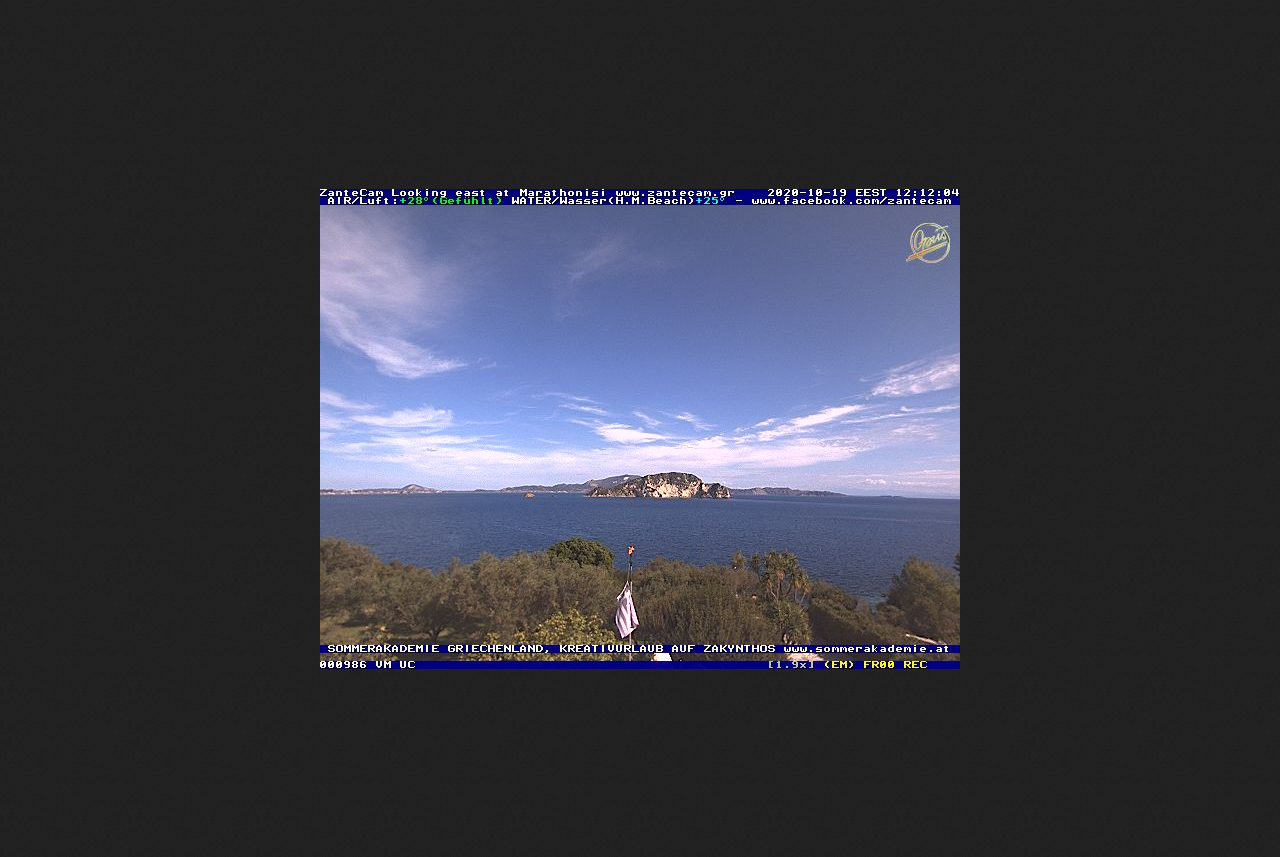 ZanteCam Looking east at Marathonisi www.zantecam.gr 2020-10-19 EEST 12:12:04
AIR/Luft:+28°(Gefühlt) WATER/Wasser(H.M.Beach)+25° - www.facebook.com/zantecam
Opus
SOMMERAKADEMIE GRIECHENLAND, KREATIVURLAUB AUF ZAKYNTHOS www.sommerakademie.at
000986 VM UC [1.9x] (EM) FR00 REC